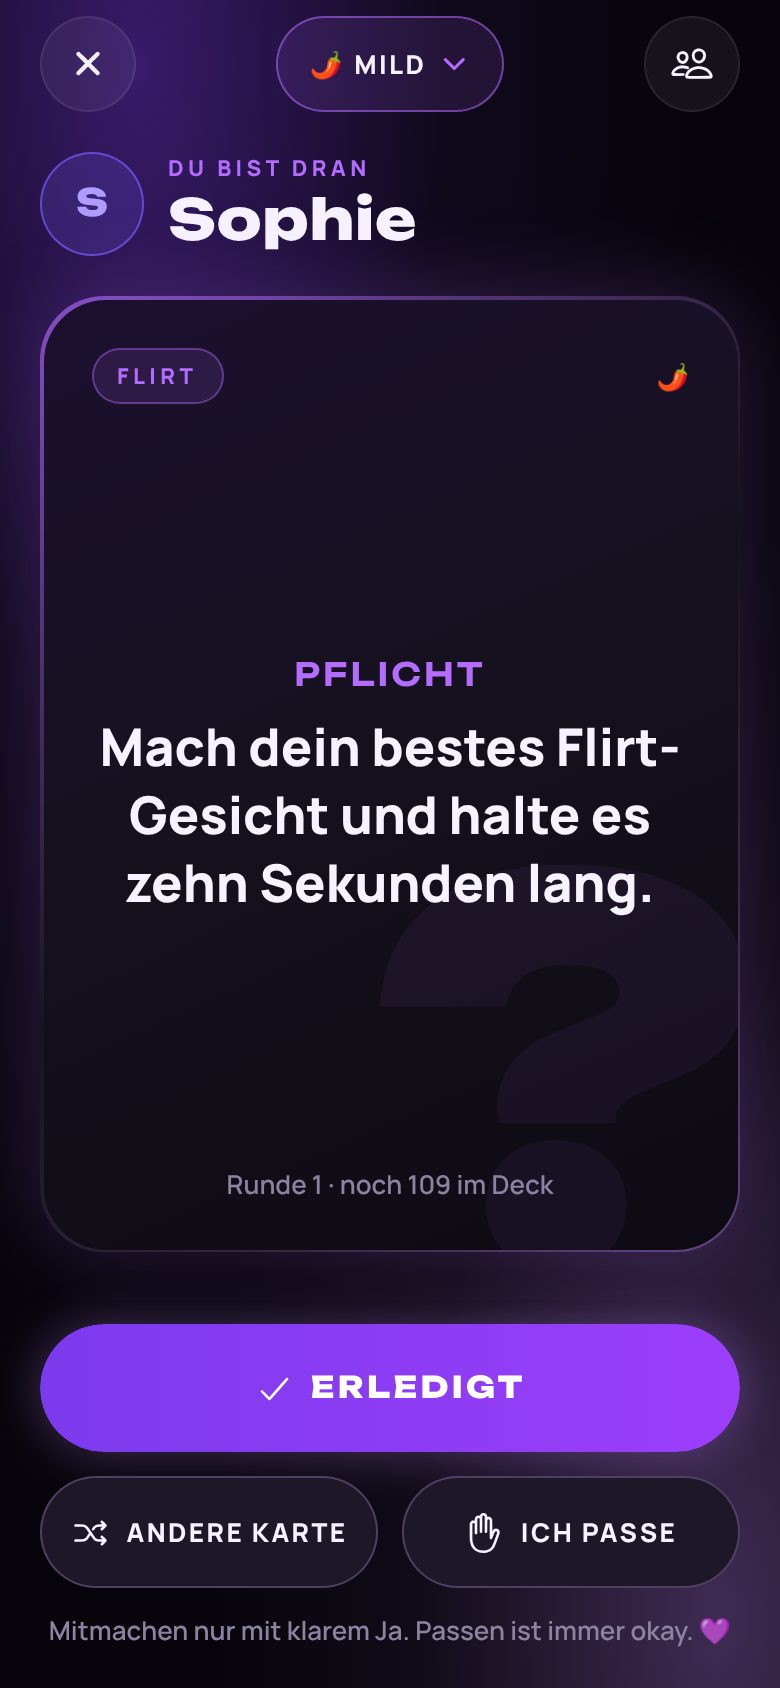 🌶️ MILD
S
DU BIST DRAN
Sophie
FLIRT
🌶️
PFLICHT
Mach dein bestes Flirt-
Gesicht und halte es
zehn Sekunden lang.
?
Runde 1 · noch 109 im Deck
ERLEDIGT
ANDERE KARTE
ICH PASSE
Mitmachen nur mit klarem Ja. Passen ist immer okay. 💜